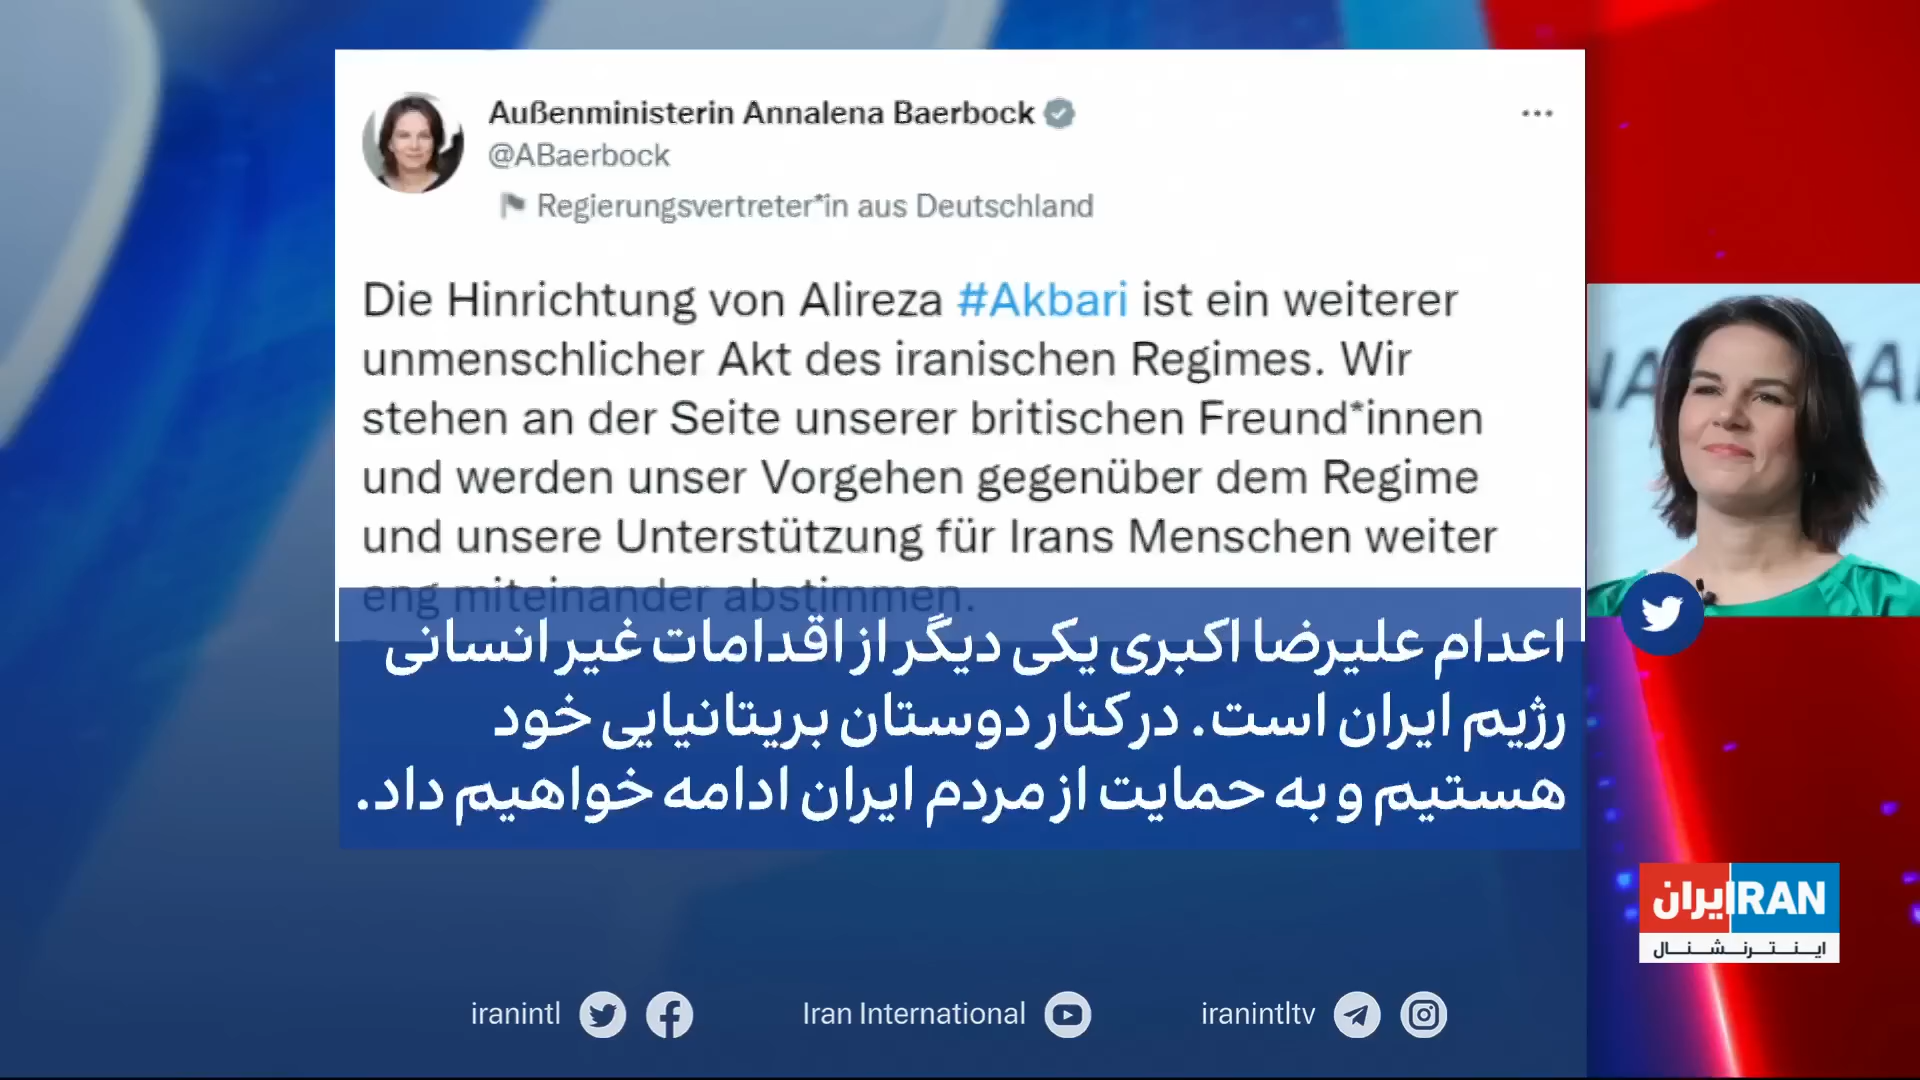 Außenministerin Annalena Baerbock
@ABaerbock
Regierungsvertreter*in aus Deutschland
Die Hinrichtung von Alireza #Akbari ist ein weiterer
unmenschlicher Akt des iranischen Regimes. Wir
stehen an der Seite unserer britischen Freund*innen
und werden unser Vorgehen gegenüber dem Regime
und unsere Unterstützung für Irans Menschen weiter
eng miteinander abstimmen.
اعدام علیرضا اکبری یکی دیگر از اقدامات غیر انسانی
رژیم ایران است. در کنار دوستان بریتانیایی خود
هستیم و به حمایت از مردم ایران ادامه خواهیم داد.
ایران IRAN
اینترنشنال
iranintl
Iran International
iranintltv